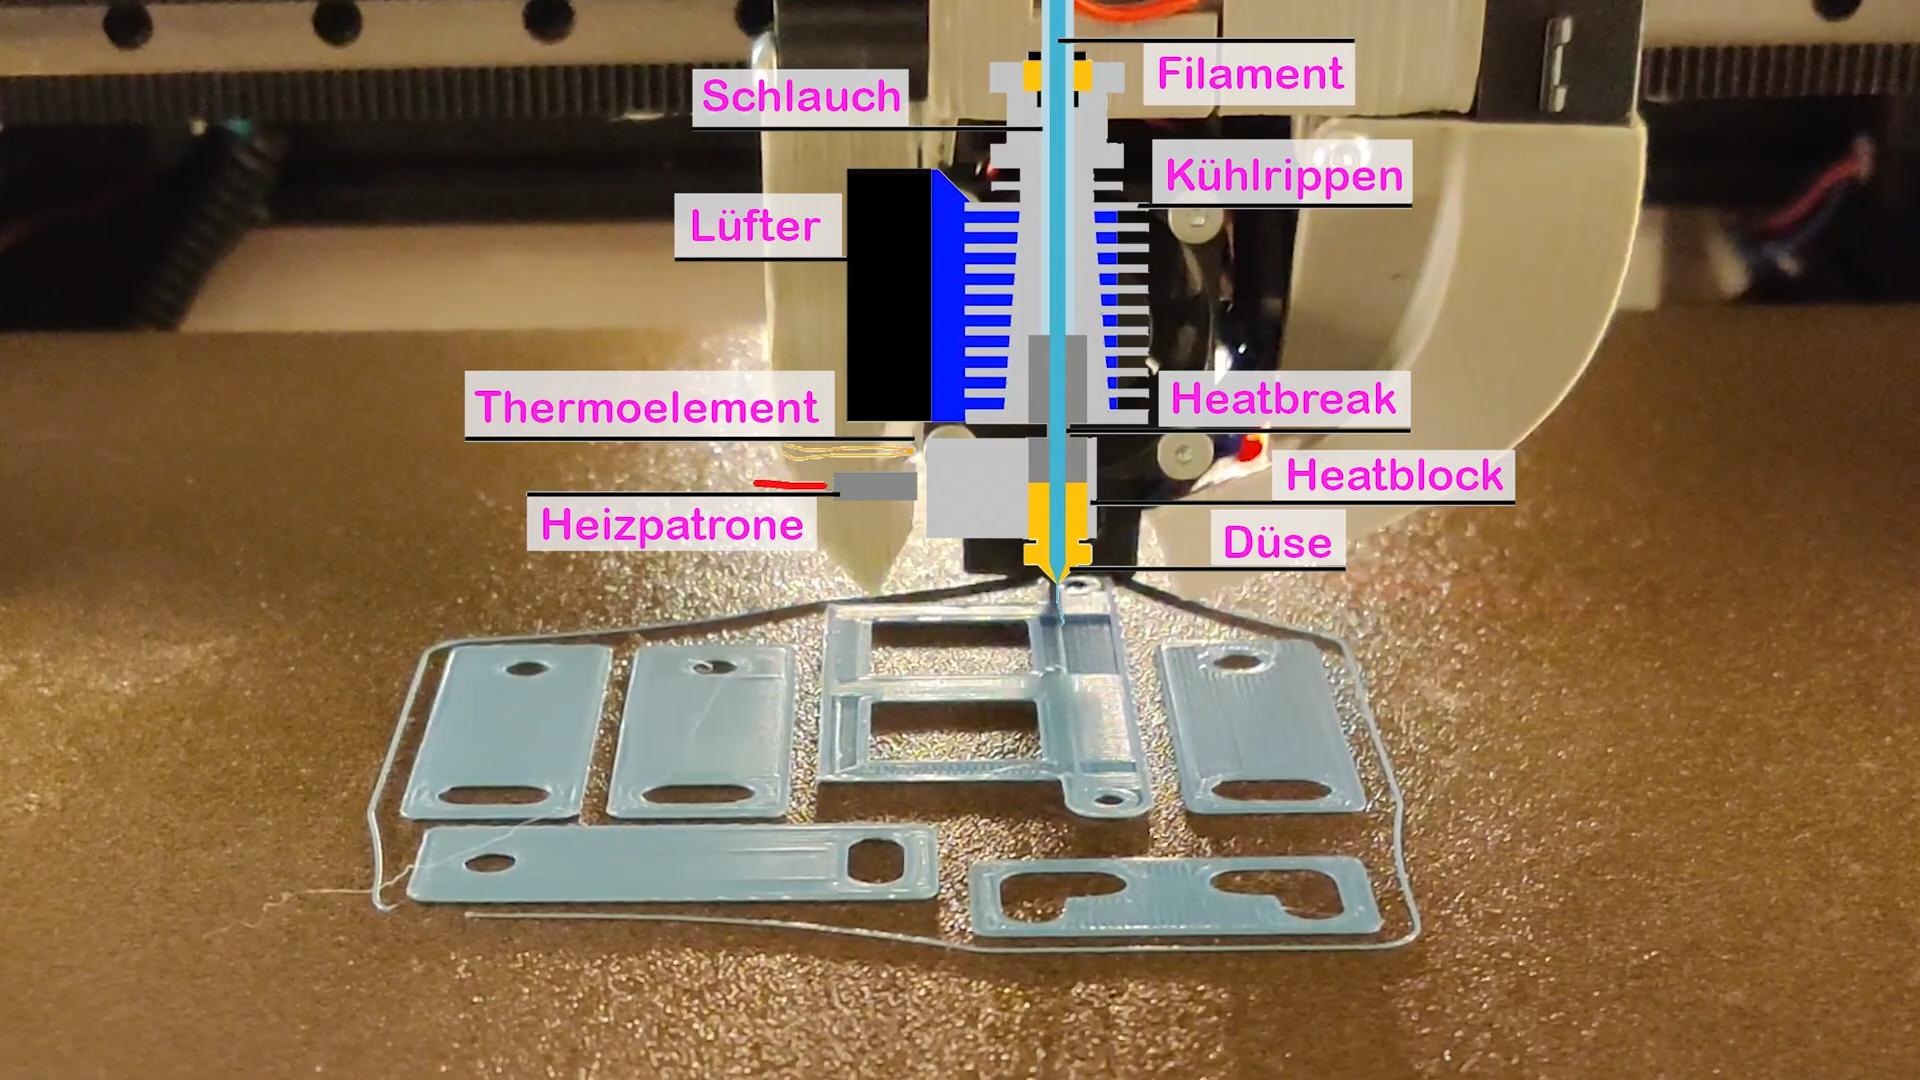 Filament
Schlauch
Kühlrippen
Lüfter
Thermoelement
Heatbreak
Heatblock
Heizpatrone
Düse